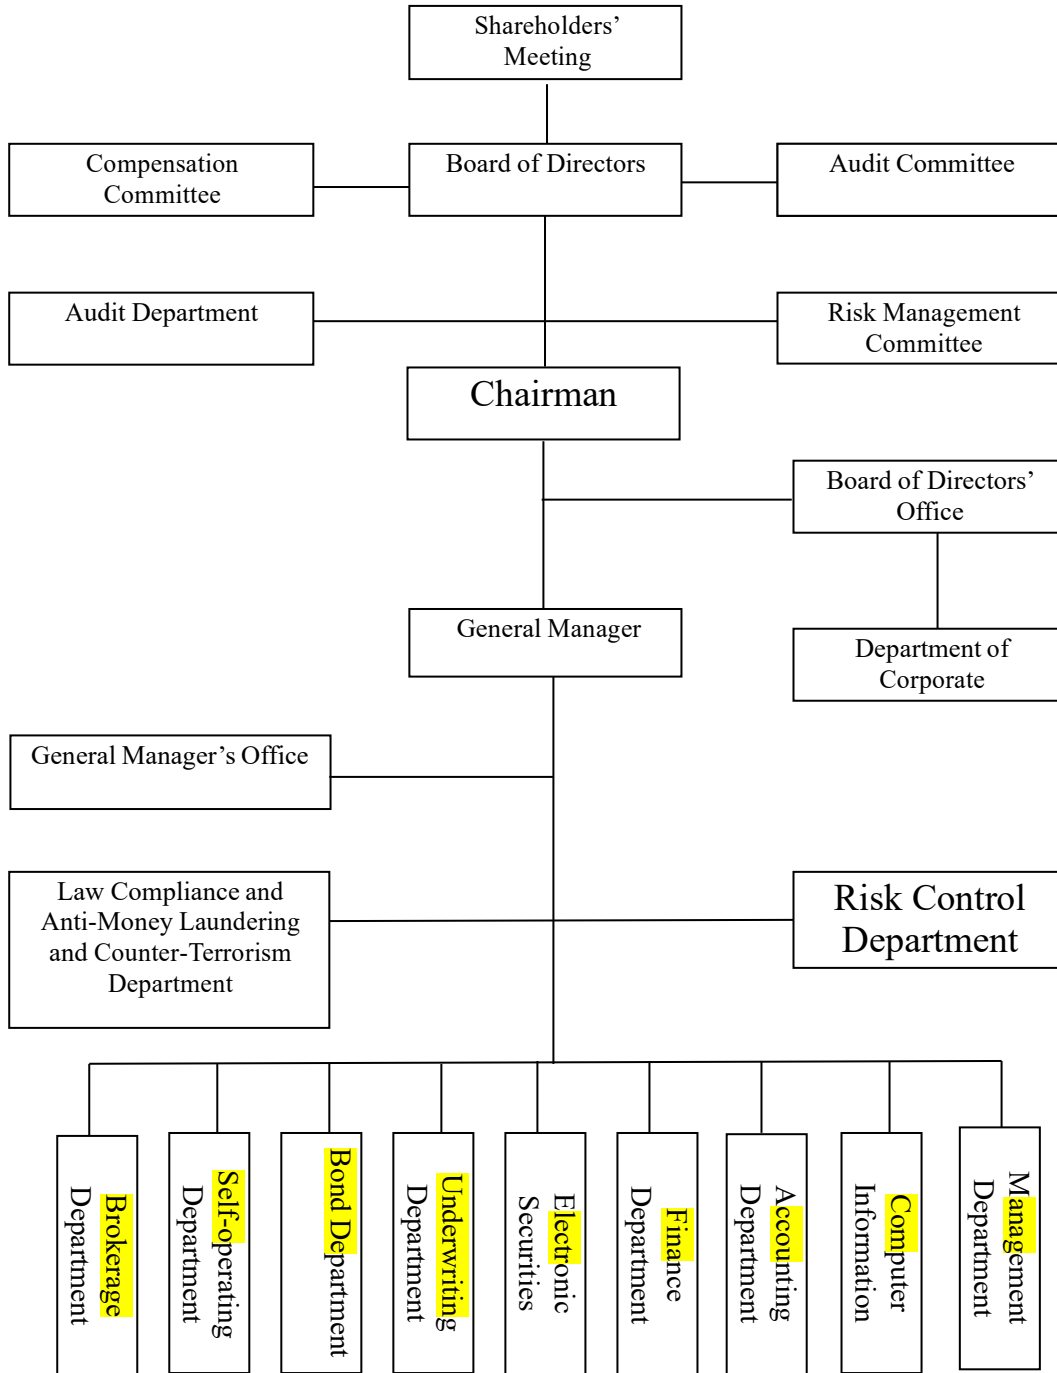 Shareholders’
Meeting
Compensation
Committee
Board of Directors
Audit Committee
Audit Department
Risk Management
Committee
Chairman
Board of Directors’
Office
General Manager
Department of
Corporate
General Manager’s Office
Law Compliance and
Anti-Money Laundering
and Counter-Terrorism
Department
Risk Control
Department
Brokerage
Department
Self-operating
Department
Bond Department
Underwriting
Department
Electronic
Securities
Finance
Department
Accounting
Department
Computer
Information
Management
Department